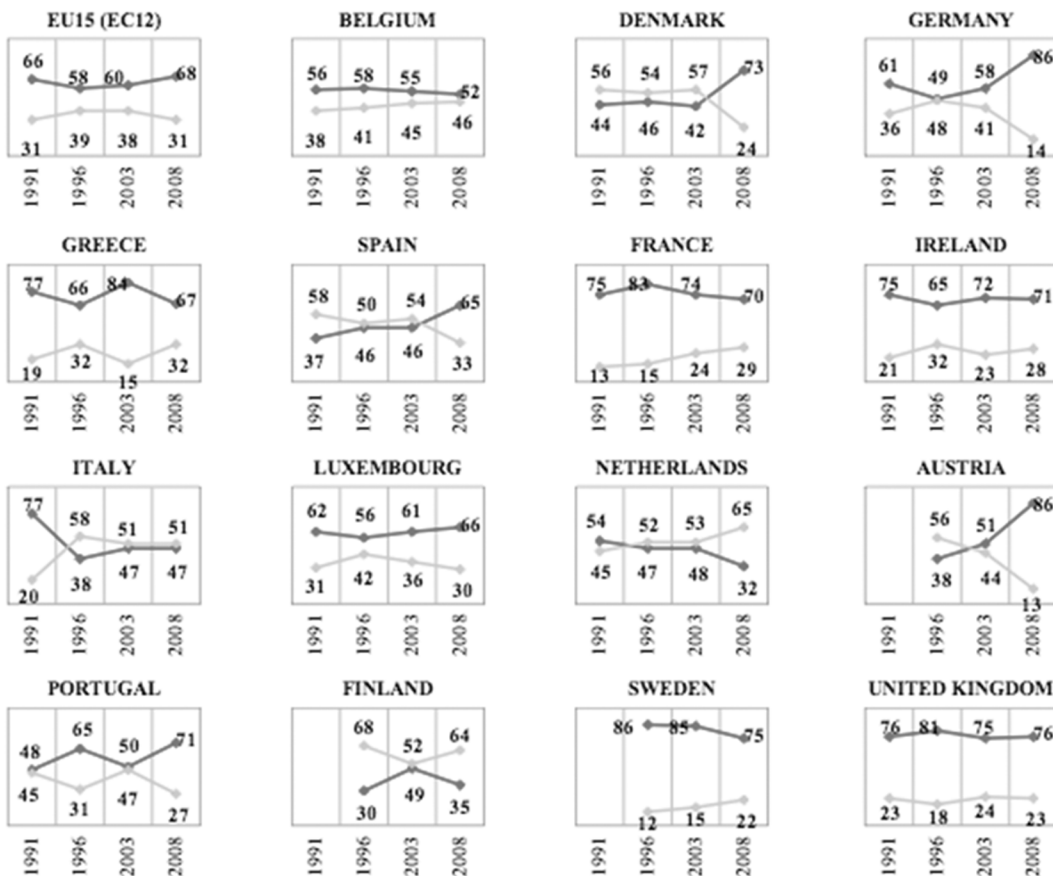 EU15 (EC12) BELGIUM DENMARK GERMANY
66 58 60 68 56 58 55 52 56 54 57 73 61 49 58 86
31 39 38 31 38 41 45 46 44 46 42 24 36 48 41 14
1991 1996 2003 2008 1991 1996 2003 2008 1991 1996 2003 2008 1991 1996 2003 2008
GREECE SPAIN FRANCE IRELAND
77 66 84 67 58 50 54 65 75 83 74 70 75 65 72 71
19 32 15 32 37 46 46 33 13 15 24 29 21 32 23 28
1991 1996 2003 2008 1991 1996 2003 2008 1991 1996 2003 2008 1991 1996 2003 2008
ITALY LUXEMBOURG NETHERLANDS AUSTRIA
77 58 51 51 62 56 61 66 54 52 53 65 56 51 86
20 38 47 47 31 42 36 30 45 47 48 32 38 44 13
1991 1996 2003 2008 1991 1996 2003 2008 1991 1996 2003 2008 1991 1996 2003 2008
PORTUGAL FINLAND SWEDEN UNITED KINGDOM
48 65 50 71 68 52 64 86 85 75 76 81 75 76
45 31 47 27 30 49 35 12 15 22 23 18 24 23
1991 1996 2003 2008 1991 1996 2003 2008 1991 1996 2003 2008 1991 1996 2003 2008